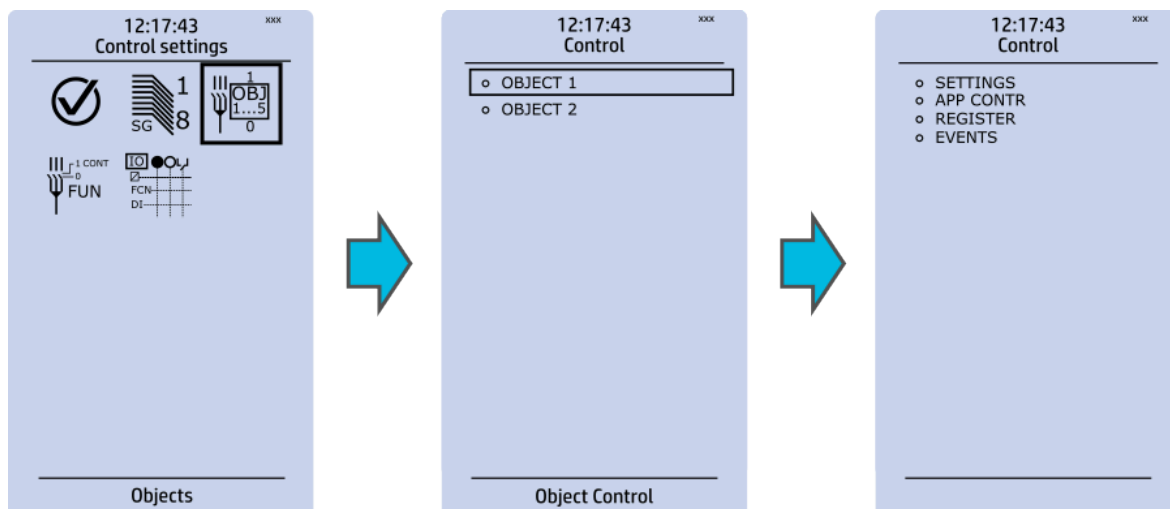 12:17:43 xxx
Control settings
1
SG 8
1
OBJ
1...5
0
1 CONT
0
FUN
IO
FCN
DI
Objects
12:17:43 xxx
Control
OBJECT 1
OBJECT 2
Object Control
12:17:43 xxx
Control
SETTINGS
APP CONTR
REGISTER
EVENTS